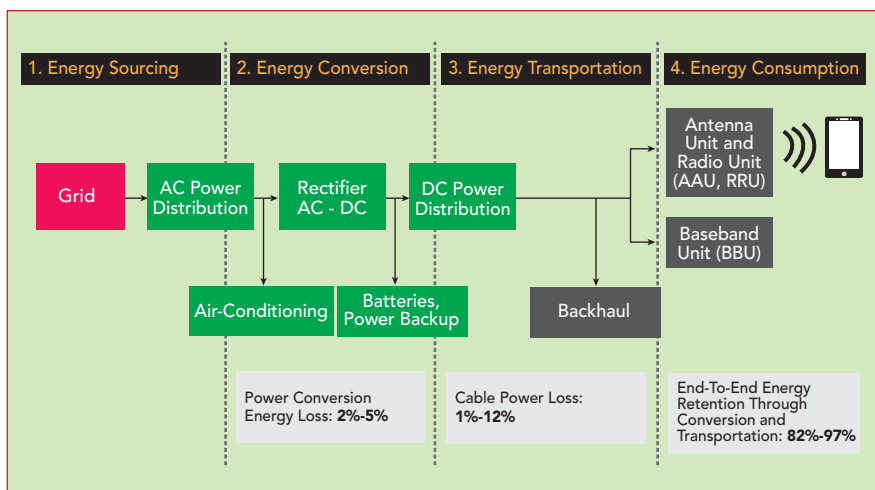 1. Energy Sourcing
2. Energy Conversion
3. Energy Transportation
4. Energy Consumption
Grid
AC Power
Distribution
Rectifier
AC - DC
DC Power
Distribution
Antenna
Unit and
Radio Unit
(AAU, RRU)
Baseband
Unit (BBU)
Air-Conditioning
Batteries,
Power Backup
Backhaul
Power Conversion
Energy Loss: 2%-5%
Cable Power Loss:
1%-12%
End-To-End Energy
Retention Through
Conversion and
Transportation: 82%-97%